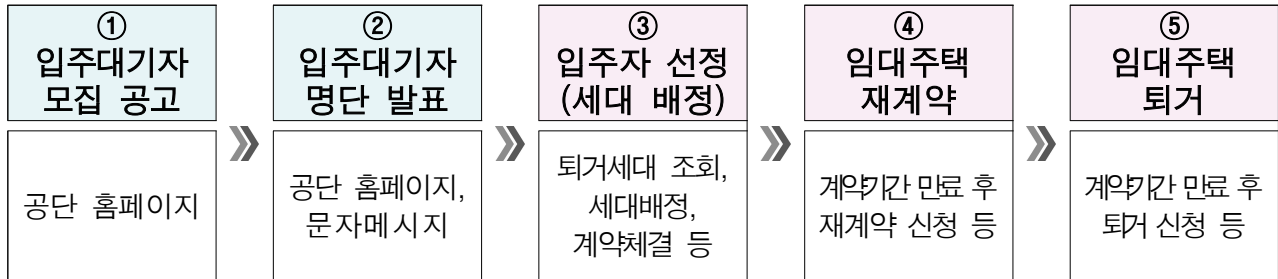 ①
입주대기자
모집 공고
공단 홈페이지
②
입주대기자
명단 발표
공단 홈페이지,
문자메시지
③
입주자 선정
(세대 배정)
퇴거세대 조회,
세대배정,
계약체결 등
④
임대주택
재계약
계약기간 만료 후
재계약 신청 등
⑤
임대주택
퇴거
계약기간 만료 후
퇴거 신청 등